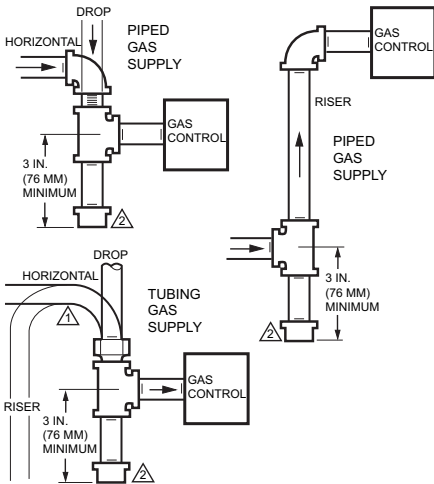 DROP
HORIZONTAL
PIPED
GAS
SUPPLY
GAS
CONTROL
3 IN.
(76 MM)
MINIMUM
2
GAS
CONTROL
RISER
PIPED
GAS
SUPPLY
3 IN.
(76 MM)
MINIMUM
2
DROP
HORIZONTAL
1
TUBING
GAS
SUPPLY
GAS
CONTROL
RISER
3 IN.
(76 MM)
MINIMUM
2